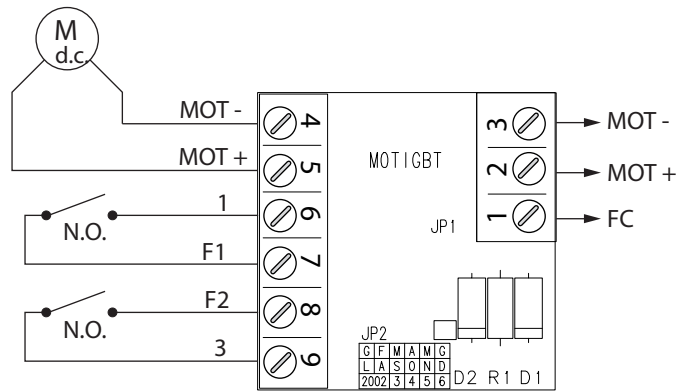 M
d.c.
MOT - 4
MOT + 5
1 6
N.O.
F1 7
F2 8
N.O.
3 9
MOTIGBT
JP1
3 MOT -
2 MOT +
1 FC
JP2
G F M A M G
L A S O N D
2002 3 4 5 6
D2 R1 D1